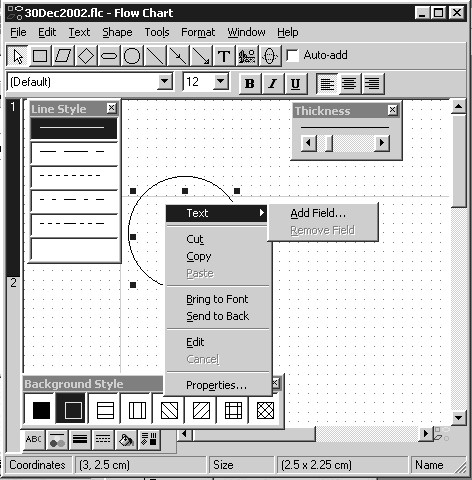 30Dec2002.flc - Flow Chart
File Edit Text Shape Tools Format Window Help
T Auto-add
(Default) 12 B I U
1
Line Style
Thickness
Text
Add Field...
Remove Field
Cut
Copy
Paste
2
Bring to Font
Send to Back
Edit
Cancel
Background Style
Properties...
ABC
Coordinates (3, 2.5 cm) Size (2.5 x 2.25 cm) Name